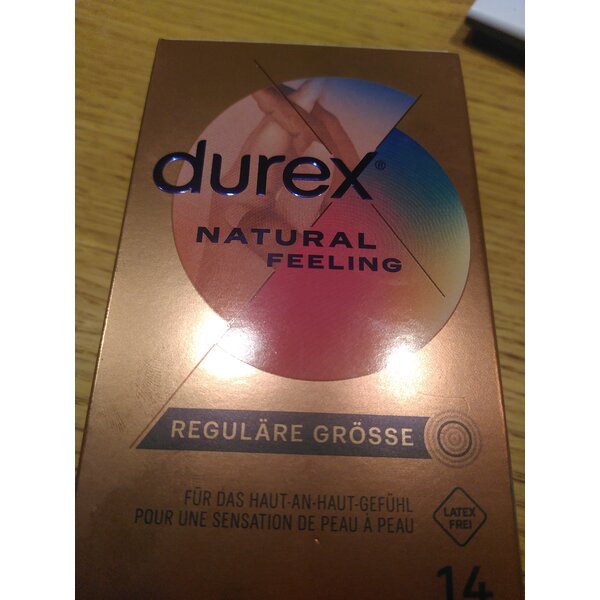 durex®
NATURAL
FEELING
REGULÄRE GRÖSSE
FÜR DAS HAUT-AN-HAUT-GEFÜHL
POUR UNE SENSATION DE PEAU À PEAU
LATEX
FREI
14